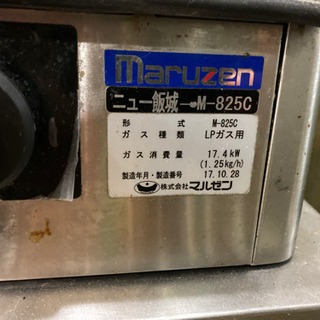 maruzen
ニュー飯城 M-825C
形 式 M-825C
ガス種類 LPガス用
ガス消費量 17.4kW
(1.25kg/h)
製造年月・製造番号 17.10.28
株式会社 マルゼン